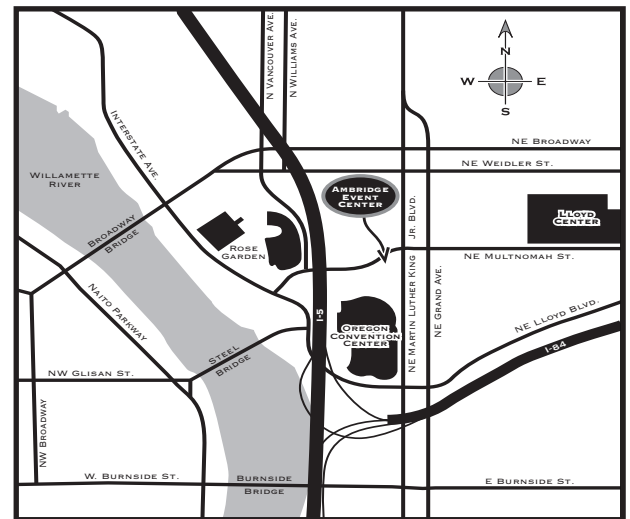 N VANCOUVER AVE.
N WILLIAMS AVE.
N
W
E
S
INTERSTATE AVE.
NE BROADWAY
NE WEIDLER ST.
WILLAMETTE
RIVER
AMBRIDGE
EVENT
CENTER
LLOYD
CENTER
BROADWAY
BRIDGE
ROSE
GARDEN
NE MARTIN LUTHER KING JR. BLVD.
NE MULTNOMAH ST.
NE GRAND AVE.
NAITO PARKWAY
I-5
OREGON
CONVENTION
CENTER
NE LLOYD BLVD.
I-84
STEEL
BRIDGE
NW GLISAN ST.
NW BROADWAY
W. BURNSIDE ST.
BURNSIDE
BRIDGE
E BURNSIDE ST.